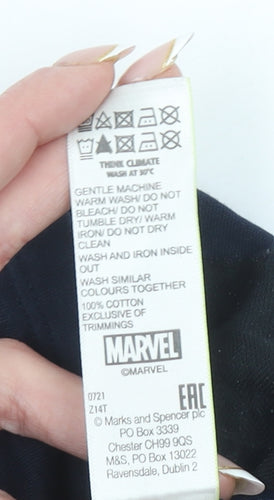 THINK CLIMATE
WASH AT 30°C
GENTLE MACHINE
WARM WASH/ DO NOT
BLEACH/ DO NOT
TUMBLE DRY/ WARM
IRON/ DO NOT DRY
CLEAN
WASH AND IRON INSIDE
OUT
WASH SIMILAR
COLOURS TOGETHER
100% COTTON
EXCLUSIVE OF
TRIMMINGS
MARVEL
©MARVEL
0721
Z14T
EAC
© Marks and Spencer plc
PO Box 3339
Chester CH99 9QS
M&S, PO Box 13022
Ravensdale, Dublin 2